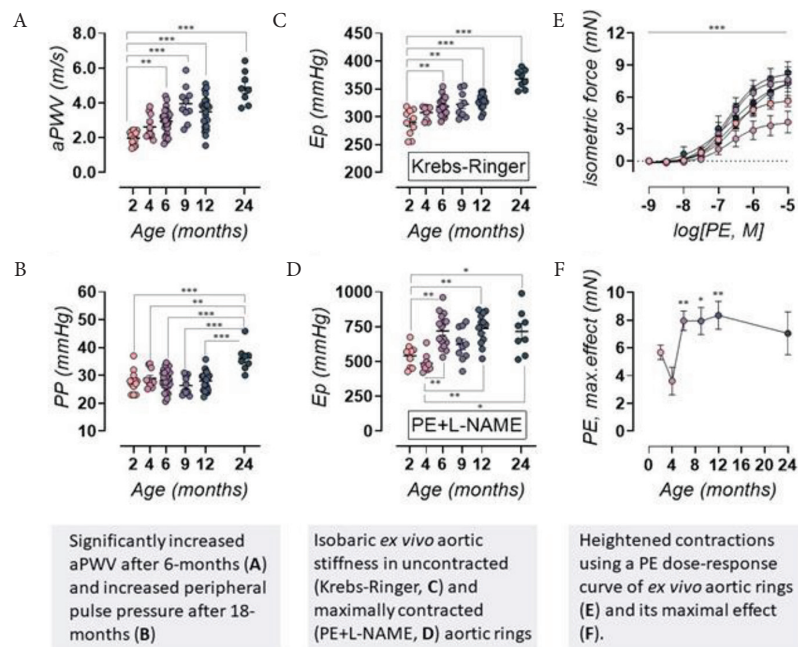 A
***
***
***
**
8.0
6.0
4.0
2.0
0.0
aPWV (m/s)
2 4 6 9 12 24
Age (months)
C
***
***
**
**
450
400
350
300
250
200
Ep (mmHg)
Krebs-Ringer
2 4 6 9 12 24
Age (months)
E
***
12
9
6
3
0
isometric force (mN)
-9 -8 -7 -6 -5
log[PE, M]
B
***
**
***
***
***
60
50
40
30
20
10
PP (mmHg)
2 4 6 9 12 24
Age (months)
D
*
**
**
1000
750
500
250
0
Ep (mmHg)
**
**
*
PE+L-NAME
2 4 6 9 12 24
Age (months)
F
10
8
6
4
2
0
PE, max.effect (mN)
** * **
0 4 8 12 16 20 24
Age (months)
Significantly increased
aPWV after 6-months (A)
and increased peripheral
pulse pressure after 18-
months (B)
Isobaric ex vivo aortic
stiffness in uncontracted
(Krebs-Ringer, C) and
maximally contracted
(PE+L-NAME, D) aortic rings
Heightened contractions
using a PE dose-response
curve of ex vivo aortic rings
(E) and its maximal effect
(F).